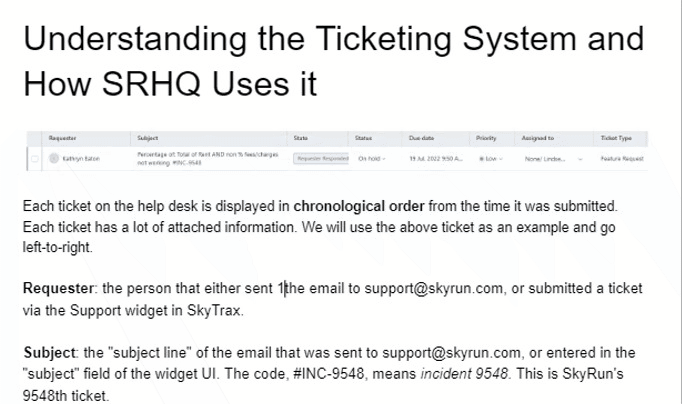 Understanding the Ticketing System and
How SRHQ Uses it
Requester Subject State Status Due date Priority Assigned to Ticket Type
Kathryn Eaton Percentage of: Total of Rent AND non % fees/charges Requester Responded On hold 19 Jul, 2022 9:50 A... Low None/ Lindse... Feature Request
not working #INC-9548
Each ticket on the help desk is displayed in chronological order from the time it was submitted.
Each ticket has a lot of attached information. We will use the above ticket as an example and go
left-to-right.
Requester: the person that either sent 1the email to support@skyrun.com, or submitted a ticket
via the Support widget in SkyTrax.
Subject: the "subject line" of the email that was sent to support@skyrun.com, or entered in the
"subject" field of the widget UI. The code, #INC-9548, means incident 9548. This is SkyRun's
9548th ticket.